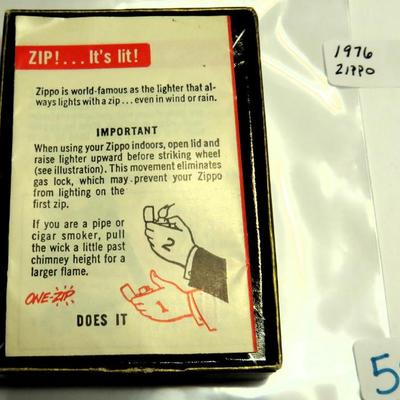 ZIP!... It's lit!
Zippo is world-famous as the lighter that al-
ways lights with a zip... even in wind or rain.
IMPORTANT
When using your Zippo indoors, open lid and
raise lighter upward before striking wheel
(see illustration). This movement eliminates
gas lock, which may prevent your Zippo
from lighting on the
first zip.
If you are a pipe or
cigar smoker, pull
the wick a little past
chimney height for a
larger flame.
ONE-ZIP
DOES IT
2
1
1976
ZIPPO